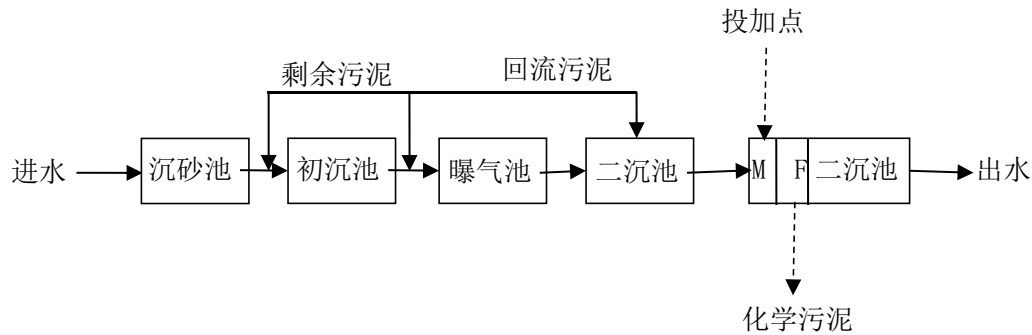 投加点
剩余污泥
回流污泥
进水
沉砂池
初沉池
曝气池
二沉池
M
F
二沉池
出水
化学污泥